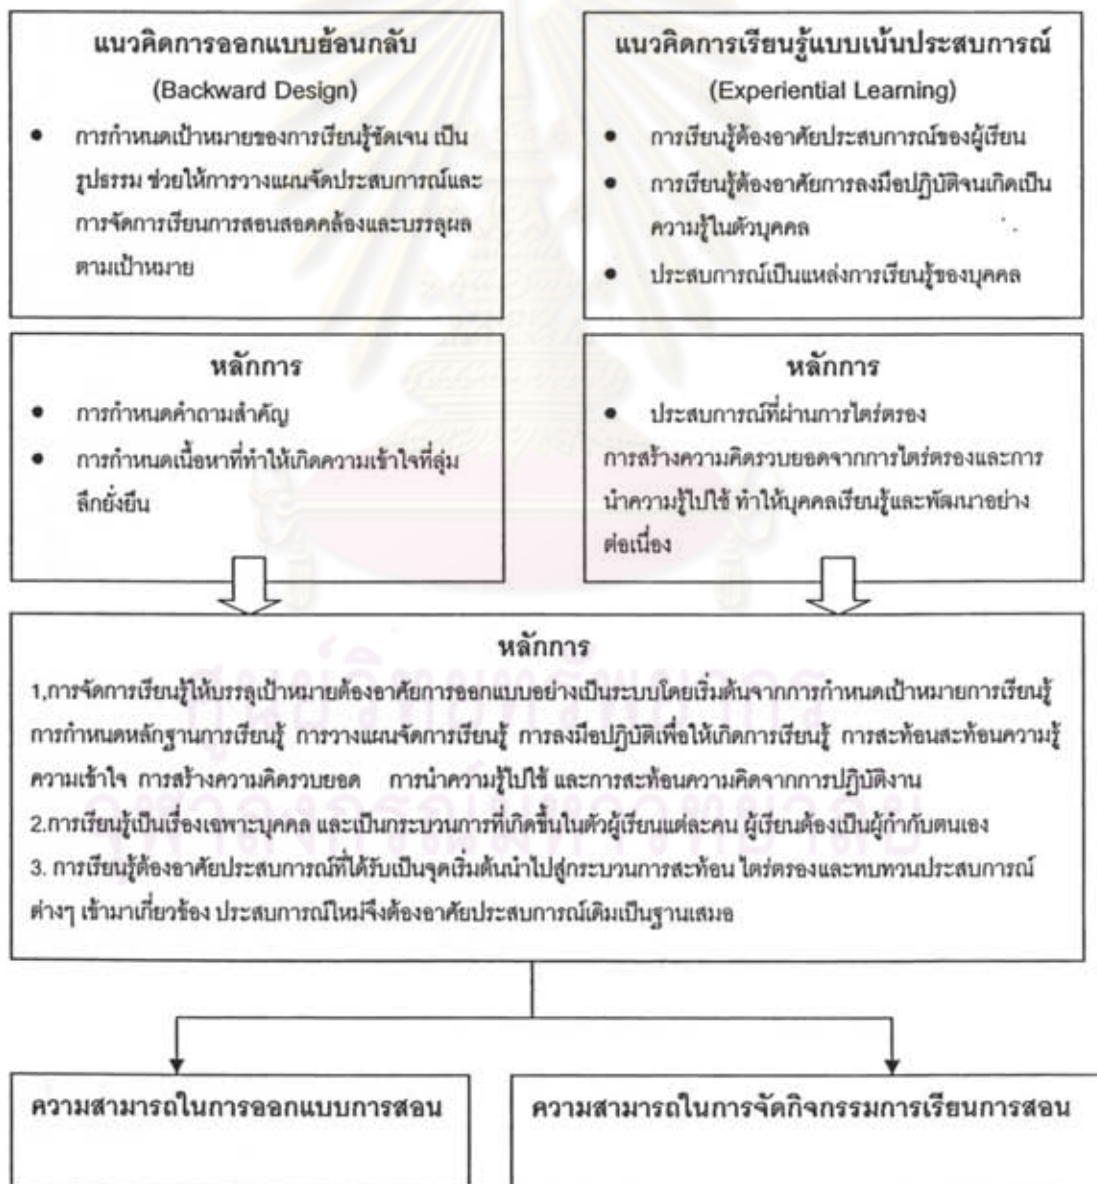 แนวคิดการออกแบบย้อนกลับ
(Backward Design)
● การกำหนดเป้าหมายของการเรียนรู้ชัดเจน เป็น
รูปธรรม ช่วยให้การวางแผนจัดประสบการณ์และ
การจัดการเรียนการสอนสอดคล้องและบรรลุผล
ตามเป้าหมาย
แนวคิดการเรียนรู้แบบเน้นประสบการณ์
(Experiential Learning)
● การเรียนรู้ต้องอาศัยประสบการณ์ของผู้เรียน
● การเรียนรู้ต้องอาศัยการลงมือปฏิบัติจนเกิดเป็น
ความรู้ในตัวบุคคล
● ประสบการณ์เป็นแหล่งการเรียนรู้ของบุคคล
หลักการ
● การกำหนดคำถามสำคัญ
● การกำหนดเนื้อหาที่ทำให้เกิดความเข้าใจที่ลุ่ม
ลึกยั่งยืน
หลักการ
● ประสบการณ์ที่ผ่านการไตร่ตรอง
การสร้างความคิดรวบยอดจากการไตร่ตรองและการ
นำความรู้ไปใช้ ทำให้บุคคลเรียนรู้และพัฒนาอย่าง
ต่อเนื่อง
หลักการ
1,การจัดการเรียนรู้ให้บรรลุเป้าหมายต้องอาศัยการออกแบบอย่างเป็นระบบโดยเริ่มต้นจากการกำหนดเป้าหมายการเรียนรู้
การกำหนดหลักฐานการเรียนรู้ การวางแผนจัดการเรียนรู้ การลงมือปฏิบัติเพื่อให้เกิดการเรียนรู้ การสะท้อนสะท้อนความรู้
ความเข้าใจ การสร้างความคิดรวบยอด การนำความรู้ไปใช้ และการสะท้อนความคิดจากการปฏิบัติงาน
2.การเรียนรู้เป็นเรื่องเฉพาะบุคคล และเป็นกระบวนการที่เกิดขึ้นในตัวผู้เรียนแต่ละคน ผู้เรียนต้องเป็นผู้กำกับตนเอง
3. การเรียนรู้ต้องอาศัยประสบการณ์ที่ได้รับเป็นจุดเริ่มต้นนำไปสู่กระบวนการสะท้อน ไตร่ตรองและทบทวนประสบการณ์
ต่างๆ เข้ามาเกี่ยวข้อง ประสบการณ์ใหม่จึงต้องอาศัยประสบการณ์เดิมเป็นฐานเสมอ
ศูนย์วิทยทรัพยากร
จุฬาลงกรณ์มหาวิทยาลัย
ความสามารถในการออกแบบการสอน
ความสามารถในการจัดกิจกรรมการเรียนการสอน